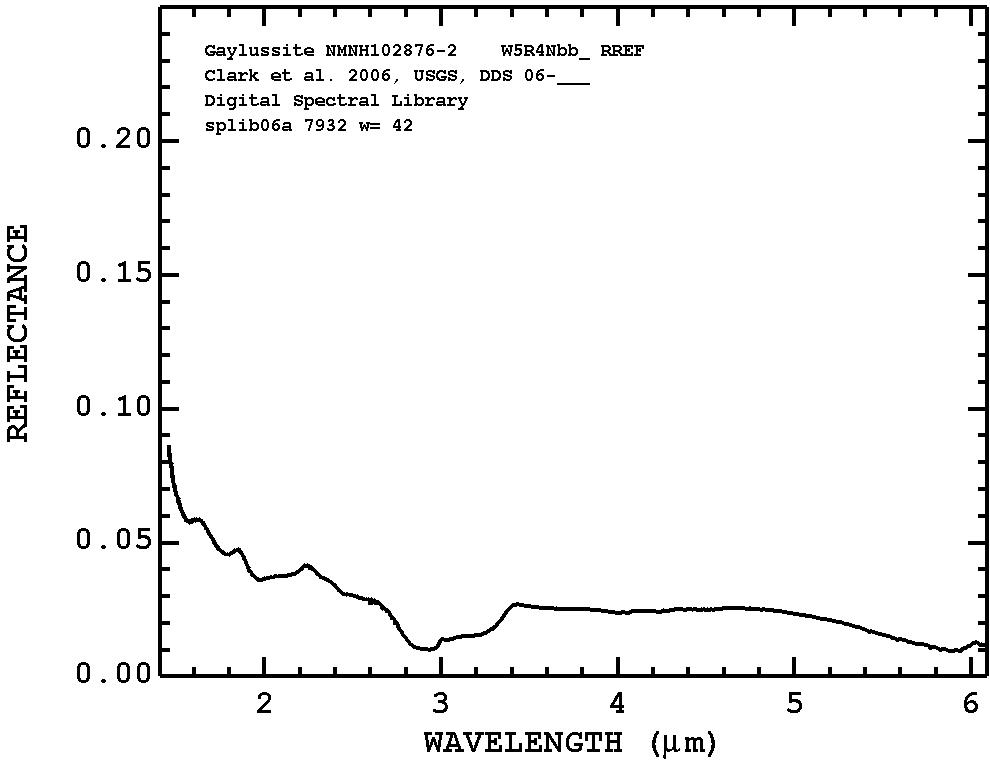 Gaylussite NMNH102876-2 W5R4Nbb_ RREF
Clark et al. 2006, USGS, DDS 06-___
Digital Spectral Library
splib06a 7932 w= 42
REFLECTANCE
0.20
0.15
0.10
0.05
0.00
2 3 4 5 6
WAVELENGTH (μm)